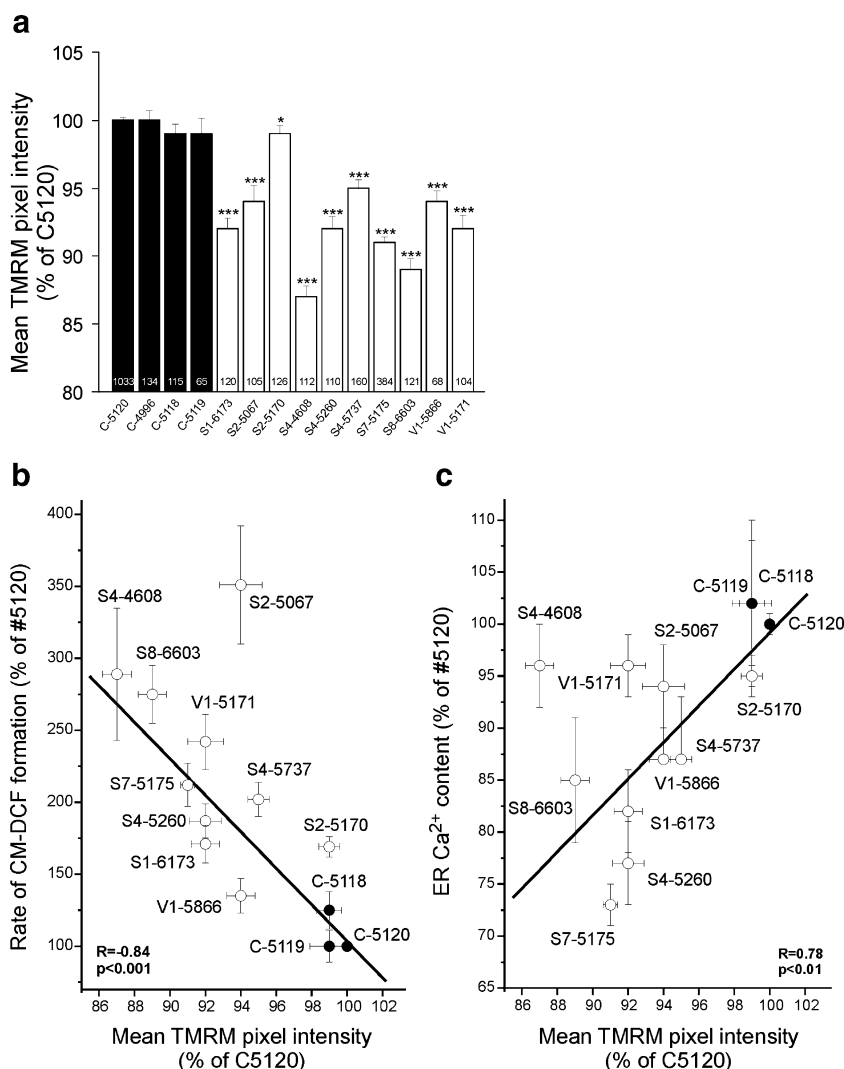 a
105
100
95
90
85
80
Mean TMRM pixel intensity
(% of C5120)
*
***
***
***
***
***
***
***
***
***
1033 134 115 65 120 105 126 112 110 160 384 121 68 104
C-5120 C-4996 C-5118 C-5119 S1-6173 S2-5067 S2-5170 S4-4608 S4-5260 S4-5737 S7-5175 S8-6603 V1-5866 V1-5171
b
400
350
300
250
200
150
100
Rate of CM-DCF formation (% of #5120)
S4-4608
S2-5067
S8-6603
V1-5171
S4-5737
S7-5175
S4-5260
S2-5170
S1-6173
C-5118
V1-5866
C-5120
C-5119
R=-0.84
p<0.001
86 88 90 92 94 96 98 100 102
Mean TMRM pixel intensity
(% of C5120)
c
110
105
100
95
90
85
80
75
70
65
ER Ca²⁺ content (% of #5120)
C-5119
C-5118
S4-4608
S2-5067
C-5120
V1-5171
S2-5170
S4-5737
V1-5866
S8-6603
S1-6173
S4-5260
S7-5175
R=0.78
p<0.01
86 88 90 92 94 96 98 100 102
Mean TMRM pixel intensity
(% of C5120)